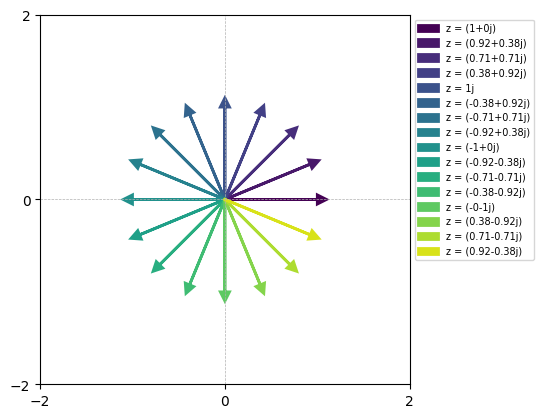 2
0
−2
−2
0
2
z = (1+0j)
z = (0.92+0.38j)
z = (0.71+0.71j)
z = (0.38+0.92j)
z = 1j
z = (-0.38+0.92j)
z = (-0.71+0.71j)
z = (-0.92+0.38j)
z = (-1+0j)
z = (-0.92-0.38j)
z = (-0.71-0.71j)
z = (-0.38-0.92j)
z = (-0-1j)
z = (0.38-0.92j)
z = (0.71-0.71j)
z = (0.92-0.38j)